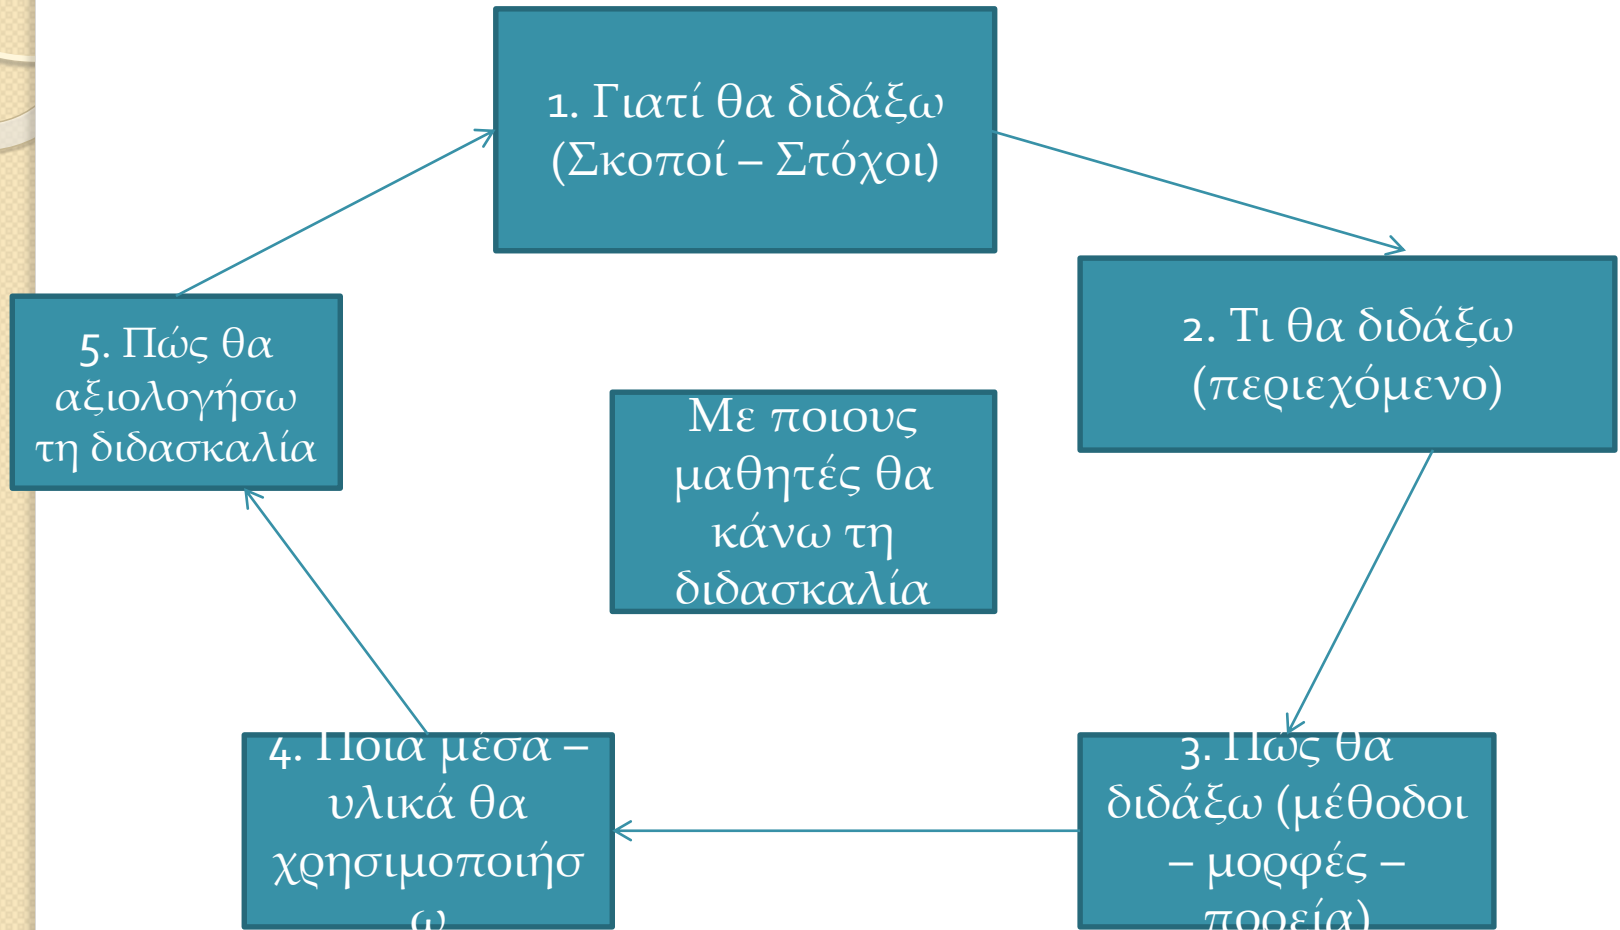 1. Γιατί θα διδάξω
(Σκοποί – Στόχοι)
2. Τι θα διδάξω
(περιεχόμενο)
5. Πώς θα
αξιολογήσω
τη διδασκαλία
Με ποιους
μαθητές θα
κάνω τη
διδασκαλία
4. Ποια μέσα –
υλικά θα
χρησιμοποιήσ
ω
3. Πώς θα
διδάξω (μέθοδοι
– μορφές –
πορεία)